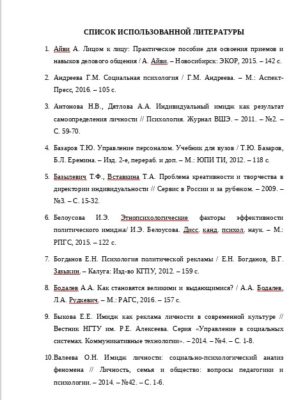 СПИСОК ИСПОЛЬЗОВАННОЙ ЛИТЕРАТУРЫ
1. Айви А. Лицом к лицу: Практическое пособие для освоения приемов и
навыков делового общения / А. Айви. – Новосибирск: ЭКОР, 2015. – 142 с.
2. Андреева Г.М. Социальная психология / Г.М. Андреева. – М.: Аспект-
Пресс, 2016. – 105 с.
3. Антонова Н.В., Дятлова А.А. Индивидуальный имидж как результат
самоопределения личности // Психология. Журнал ВШЭ. – 2011. – №2. –
С. 59-70.
4. Базаров Т.Ю. Управление персоналом. Учебник для вузов / Т.Ю. Базаров,
Б.Л. Еремина. – Изд. 2-е, перераб. и доп. – М.: ЮПИ ТИ, 2012. – 118 с.
5. Базылевич Т.Ф., Вставкина Т.А. Проблема креативности и творчества в
директории индивидуальности // Сервис в России и за рубежом. – 2009. –
№3. – С. 15-32.
6. Белоусова И.Э. Этнопсихологические факторы эффективности
политического имиджа/ И.Э. Белоусова. Дисс. канд. психол. наук. – М.:
РПГС, 2015. – 122 с.
7. Богданов Е.Н. Психология политической рекламы / Е.Н. Богданов, В.Г.
Зазыкин. – Калуга: Изд-во КГПУ, 2012. – 159 с.
8. Бодалев А.А. Как становятся великими и выдающимися? / А.А. Бодалев,
Л.А. Рудкевич. – М.: РАГС, 2016. – 157 с.
9. Быкова Е.Е. Имидж как реклама личности в современной культуре //
Вестник НГТУ им. Р.Е. Алексеева. Серия «Управление в социальных
системах. Коммуникативные технологии». – 2014. – №4. – С. 1-8.
10. Валеева О.Н. Имидж личности: социально-психологический анализ
феномена // Личность, семья и общество: вопросы педагогики и
психологии. – 2014. – №42. – С. 1-6.